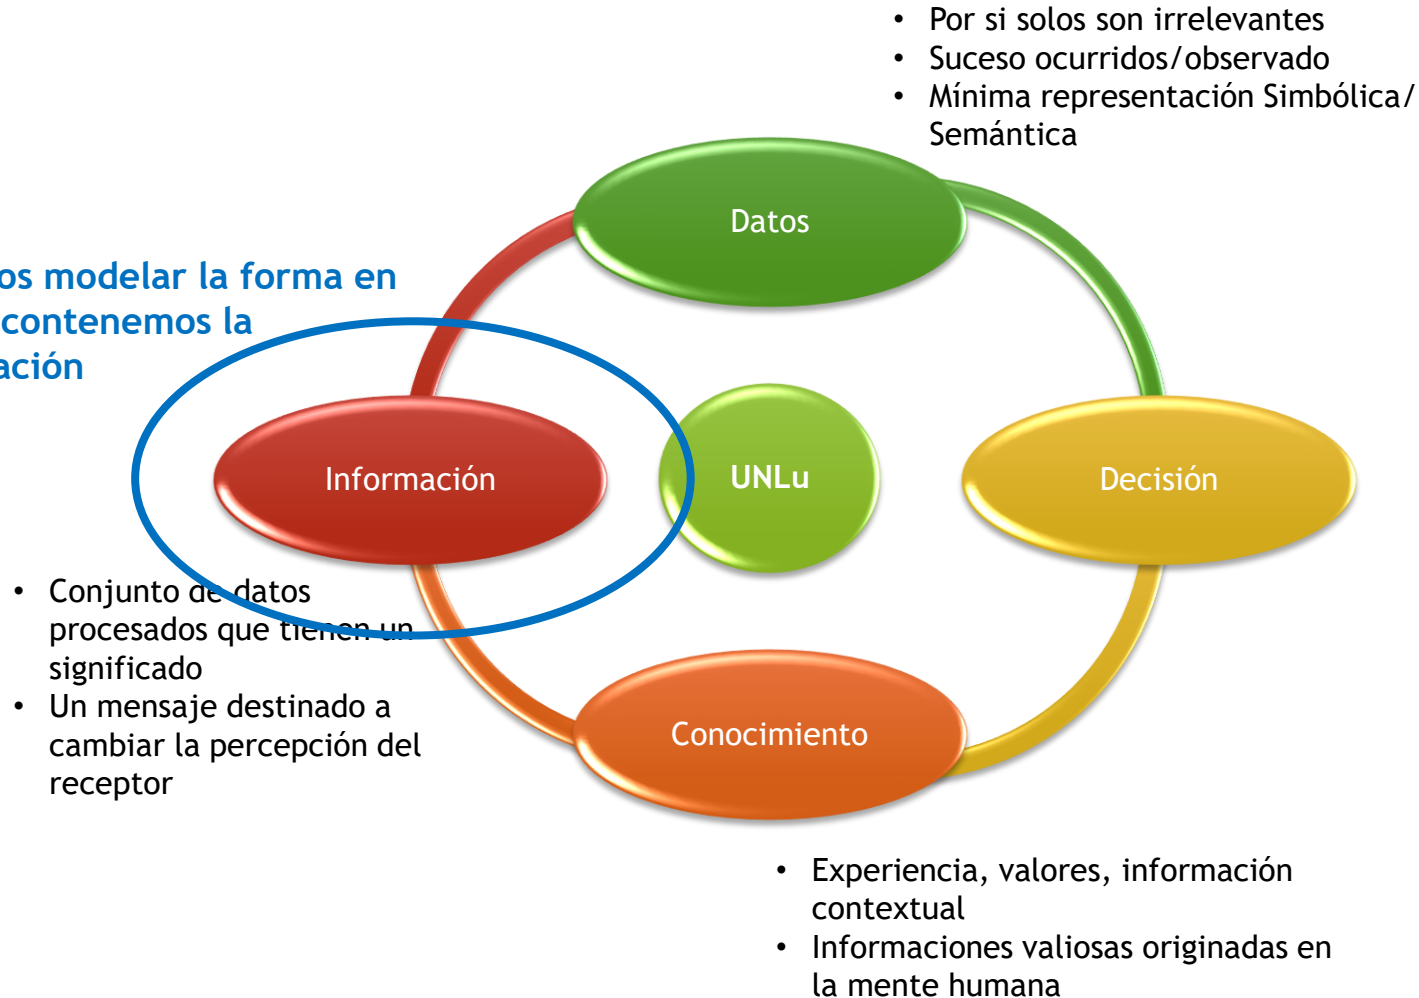 • Por si solos son irrelevantes
• Suceso ocurridos/observado
• Mínima representación Simbólica/
Semántica
Datos
os modelar la forma en
contenemos la
ación
Información
UNLu
Decisión
• Conjunto de datos
procesados que tienen un
significado
• Un mensaje destinado a
cambiar la percepción del
receptor
Conocimiento
• Experiencia, valores, información
contextual
• Informaciones valiosas originadas en
la mente humana